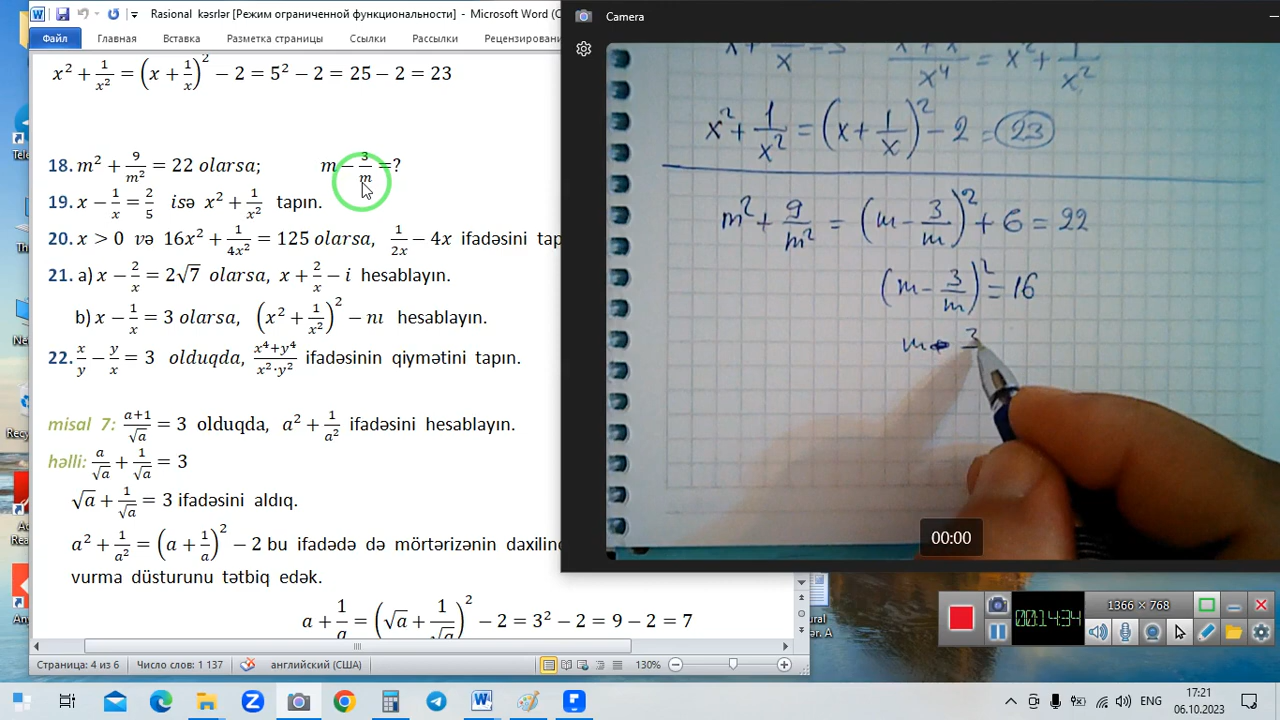 Rasional kəsrlər [Режим ограниченной функциональности] - Microsoft Word (С
Файл Главная Вставка Разметка страницы Ссылки Рассылки Рецензирован
x² + 1/x² = (x + 1/x)² − 2 = 5² − 2 = 25 − 2 = 23
18. m² + 9/m² = 22 olarsa; m − 3/m =?
19. x − 1/x = 2/5 isə x² + 1/x² tapın.
20. x > 0 və 16x² + 1/4x² = 125 olarsa, 1/2x − 4x ifadəsini tap
21. a) x − 2/x = 2√7 olarsa, x + 2/x − i hesablayın.
b) x − 1/x = 3 olarsa, (x² + 1/x²)² − nı hesablayın.
22. x/y − y/x = 3 olduqda, x⁴+y⁴/x²·y² ifadəsinin qiymətini tapın.
misal 7: a+1/√a = 3 olduqda, a² + 1/a² ifadəsini hesablayın.
həlli: a/√a + 1/√a = 3
√a + 1/√a = 3 ifadəsini aldıq.
a² + 1/a² = (a + 1/a)² − 2 bu ifadədə də mörtərizənin daxilind
vurma düsturunu tətbiq edək.
a + 1/a = (√a + 1/√a)² − 2 = 3² − 2 = 9 − 2 = 7
Страница: 4 из 6 Число слов: 1 137 английский (США) 130%
Camera
x² + 1/x² = (x + 1/x)² − 2 = 23
m² + 9/m² = (m − 3/m)² + 6 = 22
(m − 3/m)² = 16
m - 3
00:00
00:14:34 1366 × 768
ENG 17:21
06.10.2023